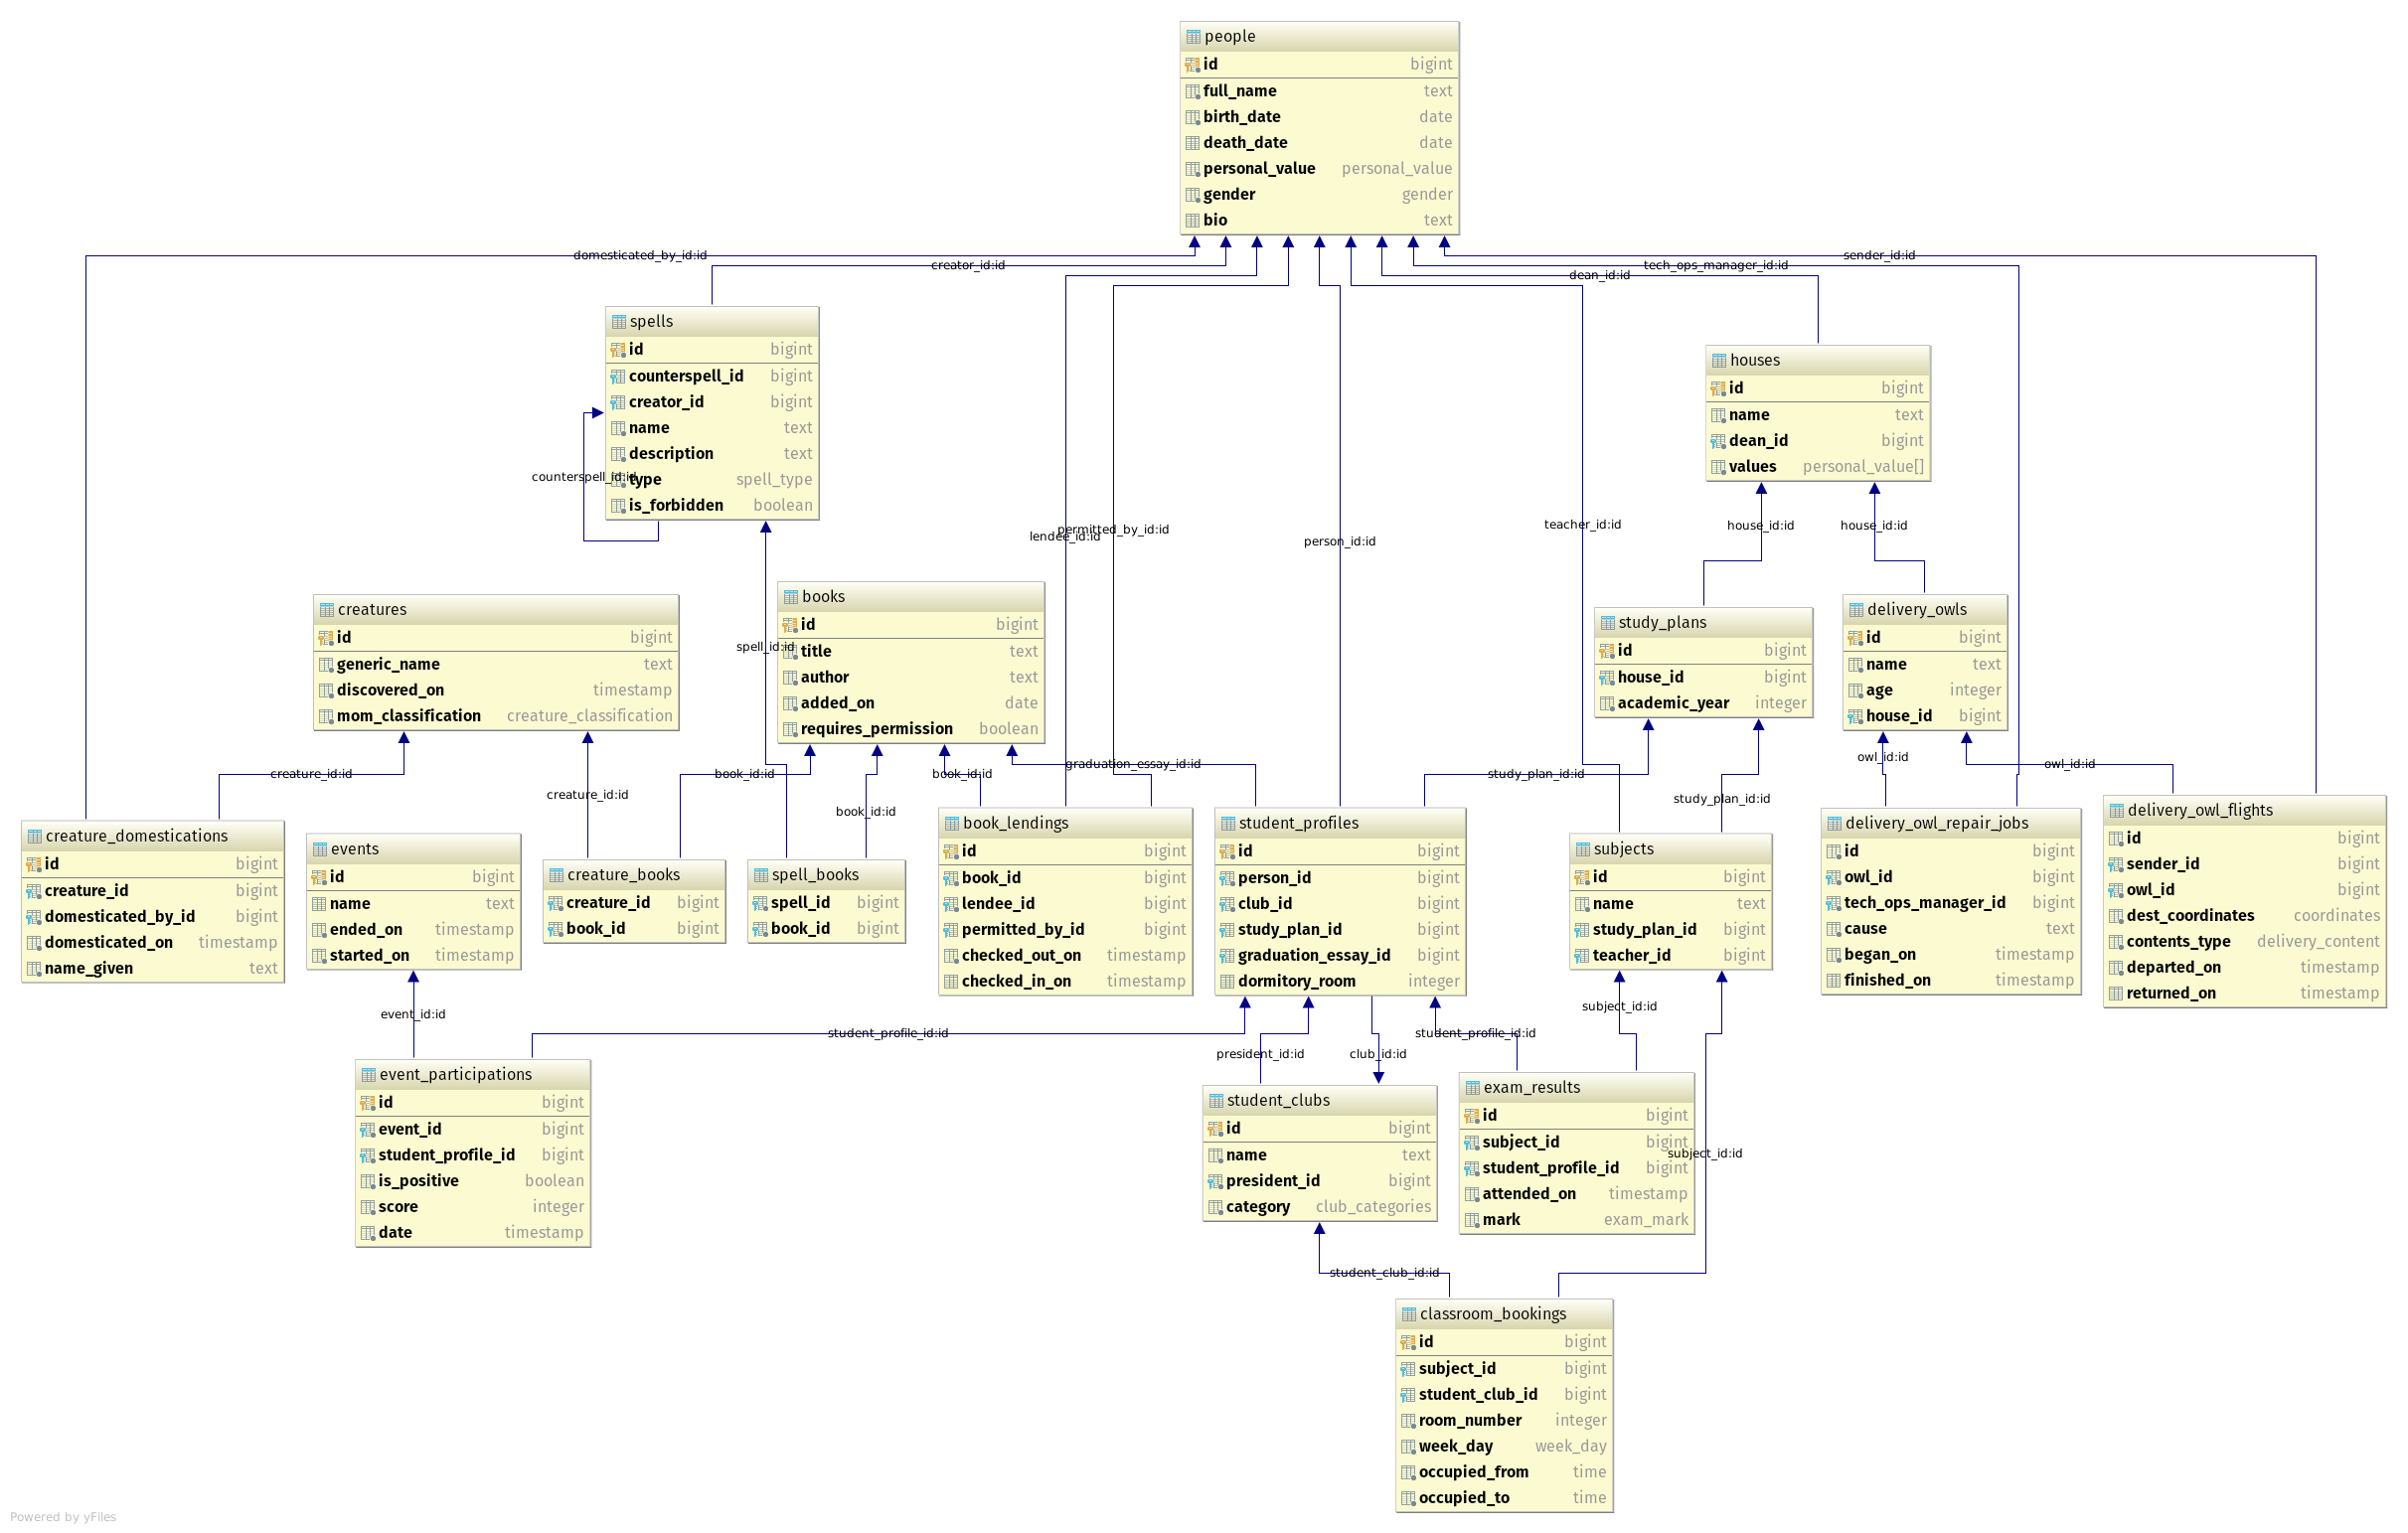 people
id bigint
full_name text
birth_date date
death_date date
personal_value personal_value
gender gender
bio text
domesticated_by_id:id
creator_id:id
sender_id:id
tech_ops_manager_id:id
dean_id:id
spells
id bigint
counterspell_id bigint
creator_id bigint
name text
description text
type spell_type
is_forbidden boolean
counterspell_id:id
houses
id bigint
name text
dean_id bigint
values personal_value[]
lendee_id:id
permitted_by_id:id
person_id:id
teacher_id:id
house_id:id
house_id:id
creatures
id bigint
generic_name text
discovered_on timestamp
mom_classification creature_classification
spell_id:id
books
id bigint
title text
author text
added_on date
requires_permission boolean
study_plans
id bigint
house_id bigint
academic_year integer
delivery_owls
id bigint
name text
age integer
house_id bigint
creature_id:id
creature_id:id
book_id:id
book_id:id
book_id:id
graduation_essay_id:id
study_plan_id:id
study_plan_id:id
owl_id:id
owl_id:id
creature_domestications
id bigint
creature_id bigint
domesticated_by_id bigint
domesticated_on timestamp
name_given text
events
id bigint
name text
ended_on timestamp
started_on timestamp
creature_books
creature_id bigint
book_id bigint
spell_books
spell_id bigint
book_id bigint
book_lendings
id bigint
book_id bigint
lendee_id bigint
permitted_by_id bigint
checked_out_on timestamp
checked_in_on timestamp
student_profiles
id bigint
person_id bigint
club_id bigint
study_plan_id bigint
graduation_essay_id bigint
dormitory_room integer
subjects
id bigint
name text
study_plan_id bigint
teacher_id bigint
delivery_owl_repair_jobs
id bigint
owl_id bigint
tech_ops_manager_id bigint
cause text
began_on timestamp
finished_on timestamp
delivery_owl_flights
id bigint
sender_id bigint
owl_id bigint
dest_coordinates coordinates
contents_type delivery_content
departed_on timestamp
returned_on timestamp
event_id:id
student_profile_id:id
president_id:id
club_id:id
student_profile_id:id
subject_id:id
event_participations
id bigint
event_id bigint
student_profile_id bigint
is_positive boolean
score integer
date timestamp
student_clubs
id bigint
name text
president_id bigint
category club_categories
exam_results
id bigint
subject_id bigint
student_profile_id bigint
attended_on timestamp
mark exam_mark
subject_id:id
student_club_id:id
classroom_bookings
id bigint
subject_id bigint
student_club_id bigint
room_number integer
week_day week_day
occupied_from time
occupied_to time
Powered by yFiles